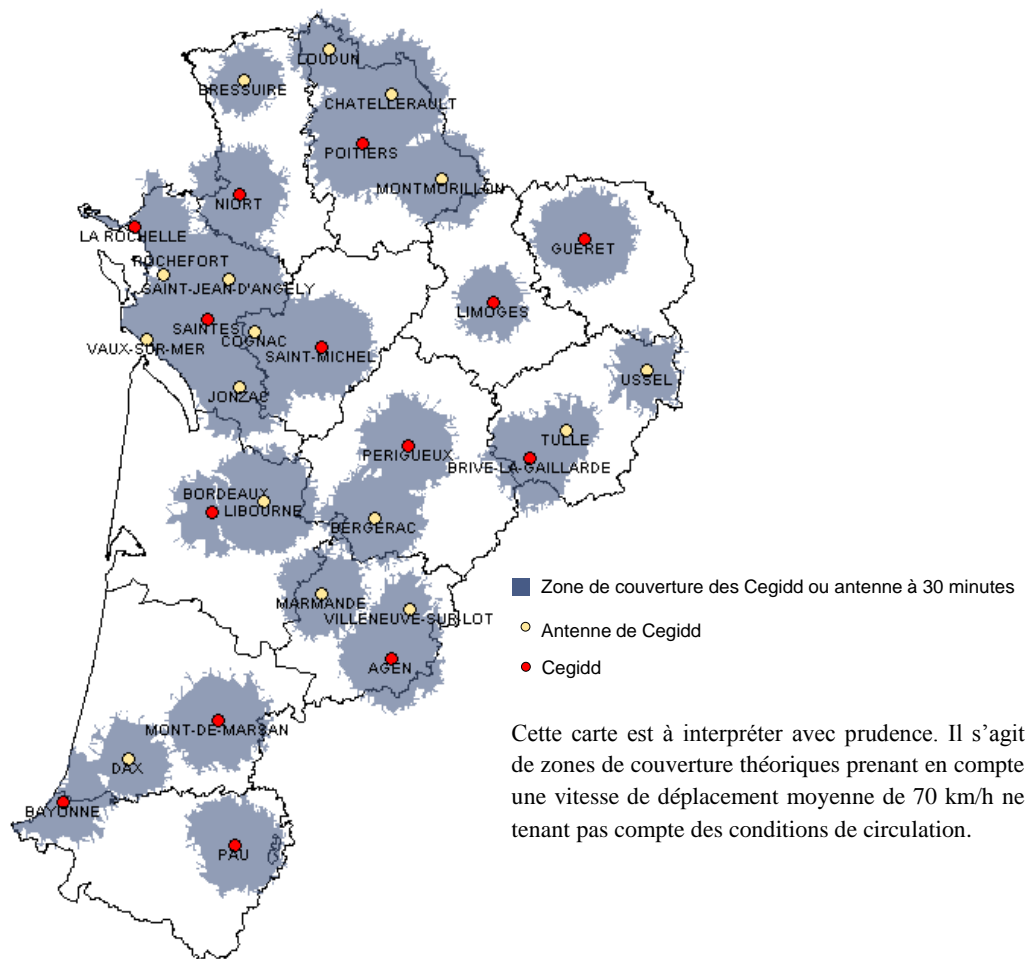 LOUDUN
BRESSUIRE
CHATELLERAULT
POITIERS
MONTMORILLON
NIORT
LA ROCHELLE
GUERET
ROCHEFORT
SAINT-JEAN-D'ANGELY
LIMOGES
SAINTES
COGNAC
VAUX-SUR-MER
SAINT-MICHEL
USSEL
JONZAC
TULLE
PERIGUEUX
BRIVE-LA-GAILLARDE
BORDEAUX
LIBOURNE
BERGERAC
Zone de couverture des Cegidd ou antenne à 30 minutes
MARMANDE
VILLENEUVE-SUR-LOT
Antenne de Cegidd
AGEN
Cegidd
MONT-DE-MARSAN
DAX
BAYONNE
PAU
Cette carte est à interpréter avec prudence. Il s’agit
de zones de couverture théoriques prenant en compte
une vitesse de déplacement moyenne de 70 km/h ne
tenant pas compte des conditions de circulation.